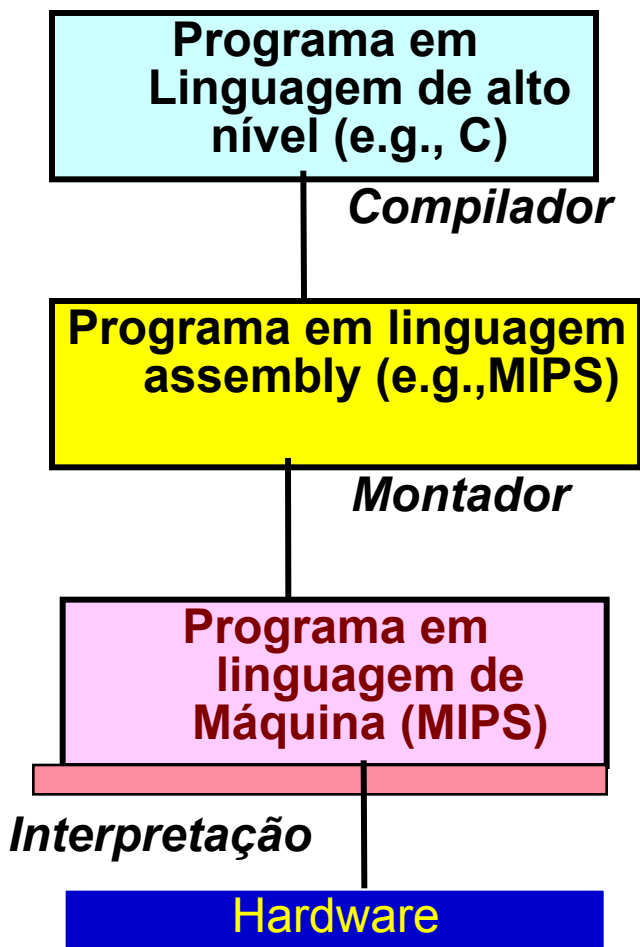 Programa em
Linguagem de alto
nível (e.g., C)
Compilador
Programa em linguagem
assembly (e.g.,MIPS)
Montador
Programa em
linguagem de
Máquina (MIPS)
Interpretação
Hardware